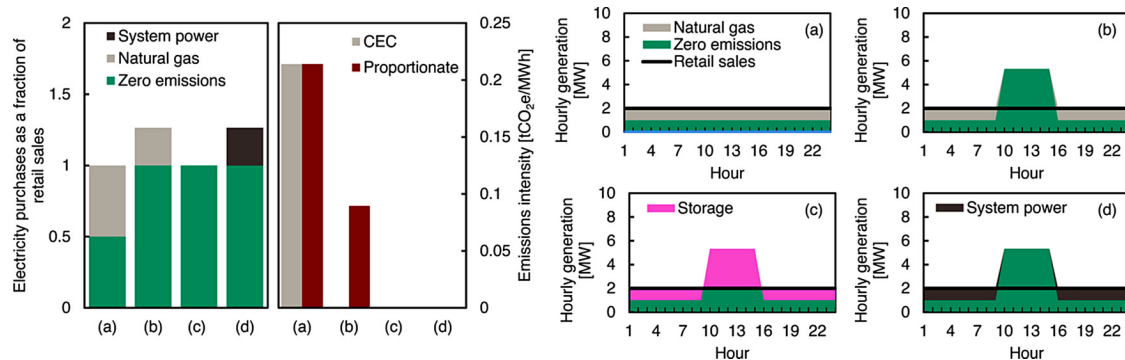 Electricity purchases as a fraction of
retail sales
2
1.5
1
0.5
0
System power
Natural gas
Zero emissions
(a) (b) (c) (d)
CEC
Proportionate
(a) (b) (c) (d)
0.25
0.2
0.15
0.1
0.05
0
Emissions intensity [tCO₂e/MWh]
Hourly generation
[MW]
10
8
6
4
2
0
Natural gas
Zero emissions
Retail sales
(a)
1 4 7 10 13 16 19 22
Hour
Hourly generation
[MW]
10
8
6
4
2
0
(b)
1 4 7 10 13 16 19 22
Hour
Hourly generation
[MW]
10
8
6
4
2
0
Storage
(c)
1 4 7 10 13 16 19 22
Hour
Hourly generation
[MW]
10
8
6
4
2
0
System power
(d)
1 4 7 10 13 16 19 22
Hour